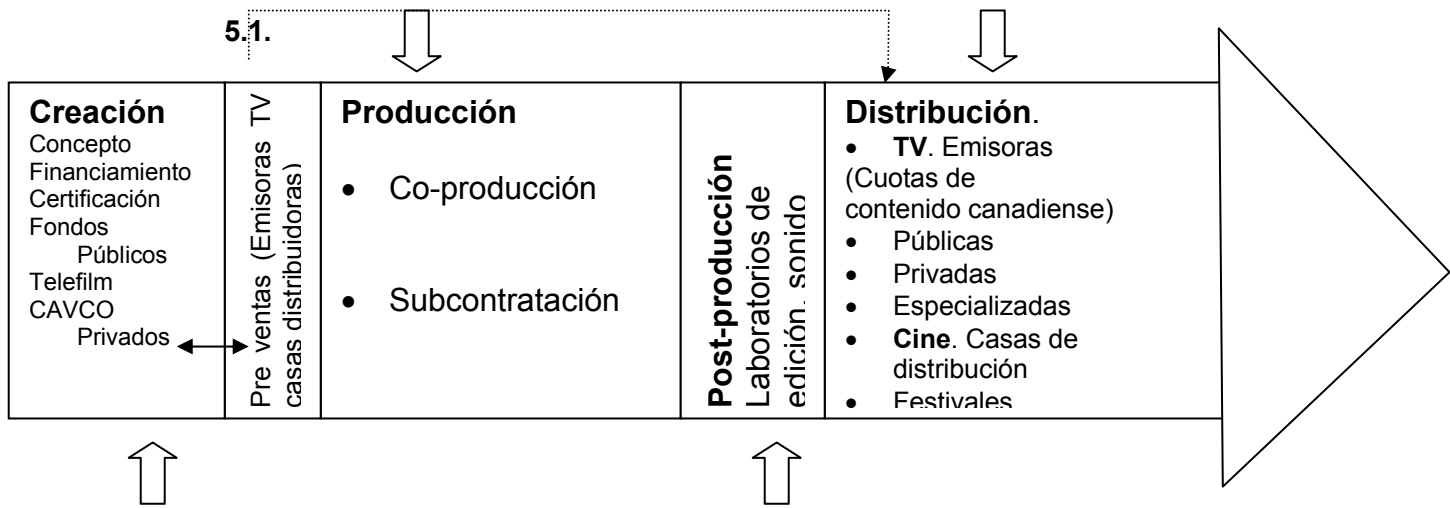 5.1.
Creación
Concepto
Financiamiento
Certificación
Fondos
Públicos
Telefilm
CAVCO
Privados
Pre ventas (Emisoras TV
casas distribuidoras)
Producción
• Co-producción
• Subcontratación
Post-producción
Laboratorios de
edición, sonido
Distribución.
• TV. Emisoras
(Cuotas de
contenido canadiense)
• Públicas
• Privadas
• Especializadas
• Cine. Casas de
distribución
• Festivales